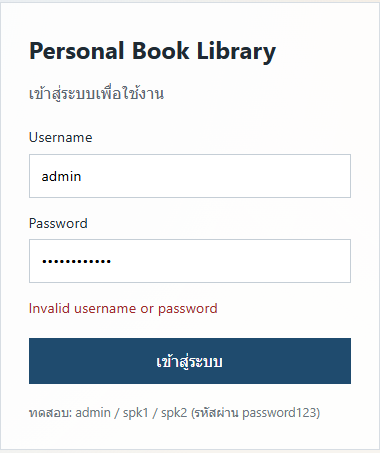 Personal Book Library
เข้าสู่ระบบเพื่อใช้งาน
Username
admin
Password
••••••••••••
Invalid username or password
เข้าสู่ระบบ
ทดสอบ: admin / spk1 / spk2 (รหัสผ่าน password123)